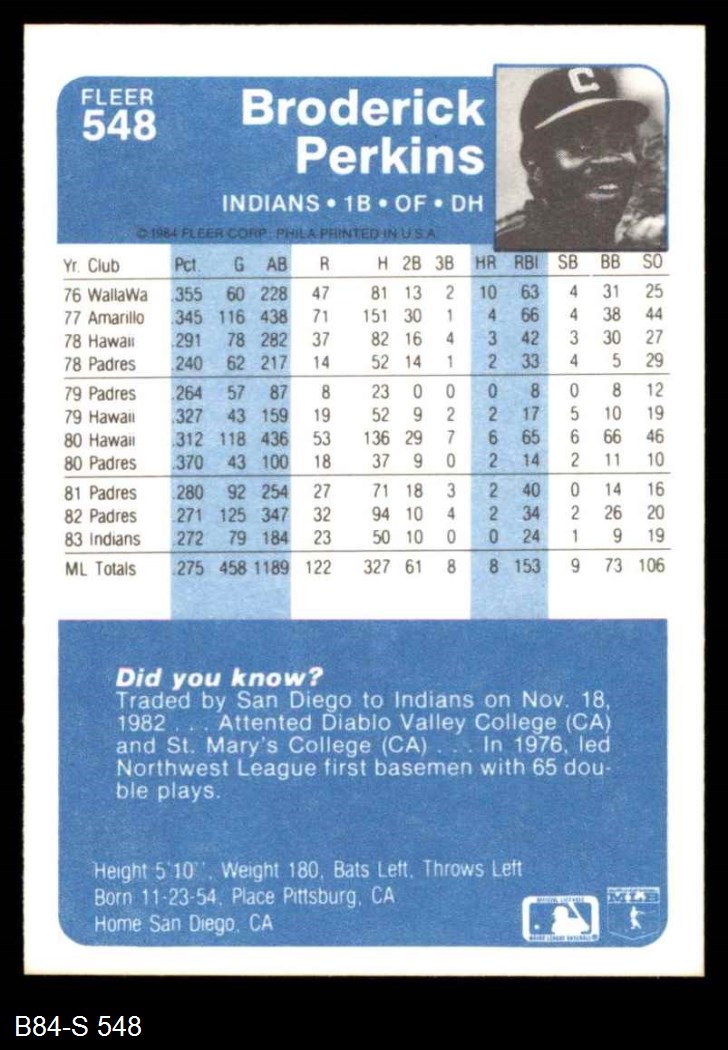 FLEER
548
Broderick
Perkins
INDIANS • 1B • OF • DH
© 1984 FLEER CORP. PHILA PRINTED IN U.S.A.
C
Yr. Club Pct. G AB R H 2B 3B HR RBI SB BB SO
76 WallaWa .355 60 228 47 81 13 2 10 63 4 31 25
77 Amarillo .345 116 438 71 151 30 1 4 66 4 38 44
78 Hawaii .291 78 282 37 82 16 4 3 42 3 30 27
78 Padres .240 62 217 14 52 14 1 2 33 4 5 29
79 Padres .264 57 87 8 23 0 0 0 8 0 8 12
79 Hawaii .327 43 159 19 52 9 2 2 17 5 10 19
80 Hawaii .312 118 436 53 136 29 7 6 65 6 66 46
80 Padres .370 43 100 18 37 9 0 2 14 2 11 10
81 Padres .280 92 254 27 71 18 3 2 40 0 14 16
82 Padres .271 125 347 32 94 10 4 2 34 2 26 20
83 Indians .272 79 184 23 50 10 0 0 24 1 9 19
ML Totals .275 458 1189 122 327 61 8 8 153 9 73 106
Did you know?
Traded by San Diego to Indians on Nov. 18,
1982 . . . Attented Diablo Valley College (CA)
and St. Mary's College (CA) . . . In 1976, led
Northwest League first basemen with 65 dou-
ble plays.
Height 5'10''. Weight 180, Bats Left, Throws Left
Born 11-23-54, Place Pittsburg, CA
Home San Diego, CA
MAJOR LEAGUE BASEBALL
MLB
B84-S 548